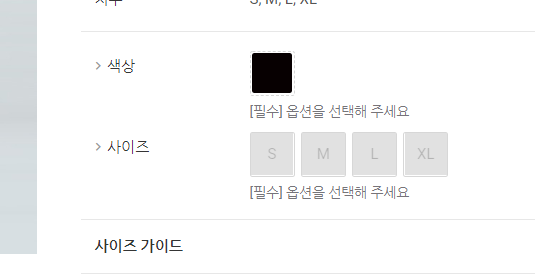 S, M, L, XL
색상
[필수] 옵션을 선택해 주세요
사이즈
S M L XL
[필수] 옵션을 선택해 주세요
사이즈 가이드